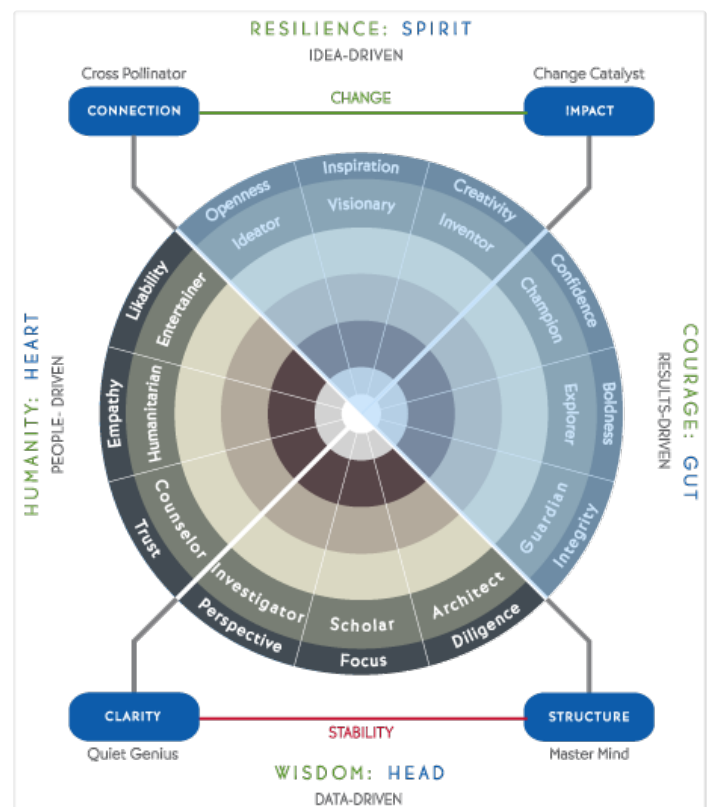 RESILIENCE: SPIRIT
IDEA-DRIVEN
Cross Pollinator
Change Catalyst
CONNECTION
CHANGE
IMPACT
Openness
Inspiration
Creativity
Ideator
Visionary
Inventor
Likability
Entertainer
Champion
Confidence
HUMANITY: HEART
PEOPLE- DRIVEN
Empathy
Humanitarian
Explorer
Boldness
COURAGE: GUT
RESULTS-DRIVEN
Trust
Counselor
Guardian
Integrity
Investigator
Scholar
Architect
Perspective
Focus
Diligence
CLARITY
STABILITY
STRUCTURE
Quiet Genius
Master Mind
WISDOM: HEAD
DATA-DRIVEN